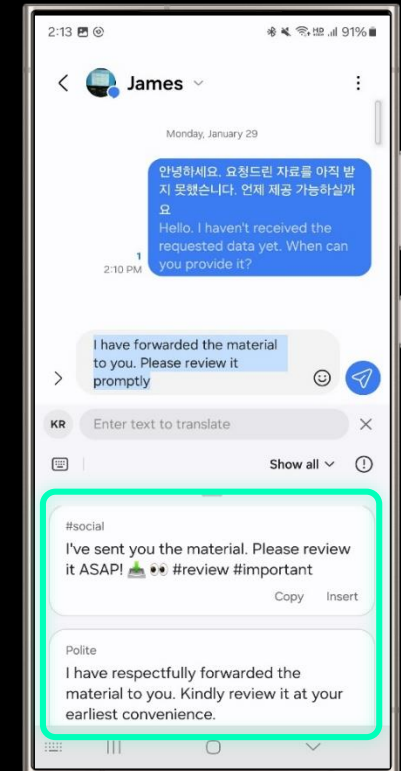 2:13
91%
James
Monday, January 29
안녕하세요. 요청드린 자료를 아직 받
지 못했습니다. 언제 제공 가능하실까
요
Hello. I haven't received the
requested data yet. When can
you provide it?
1
2:10 PM
I have forwarded the material
to you. Please review it
promptly
KR
Enter text to translate
Show all
#social
I've sent you the material. Please review
it ASAP! 📥 👀 #review #important
Copy Insert
Polite
I have respectfully forwarded the
material to you. Kindly review it at your
earliest convenience.